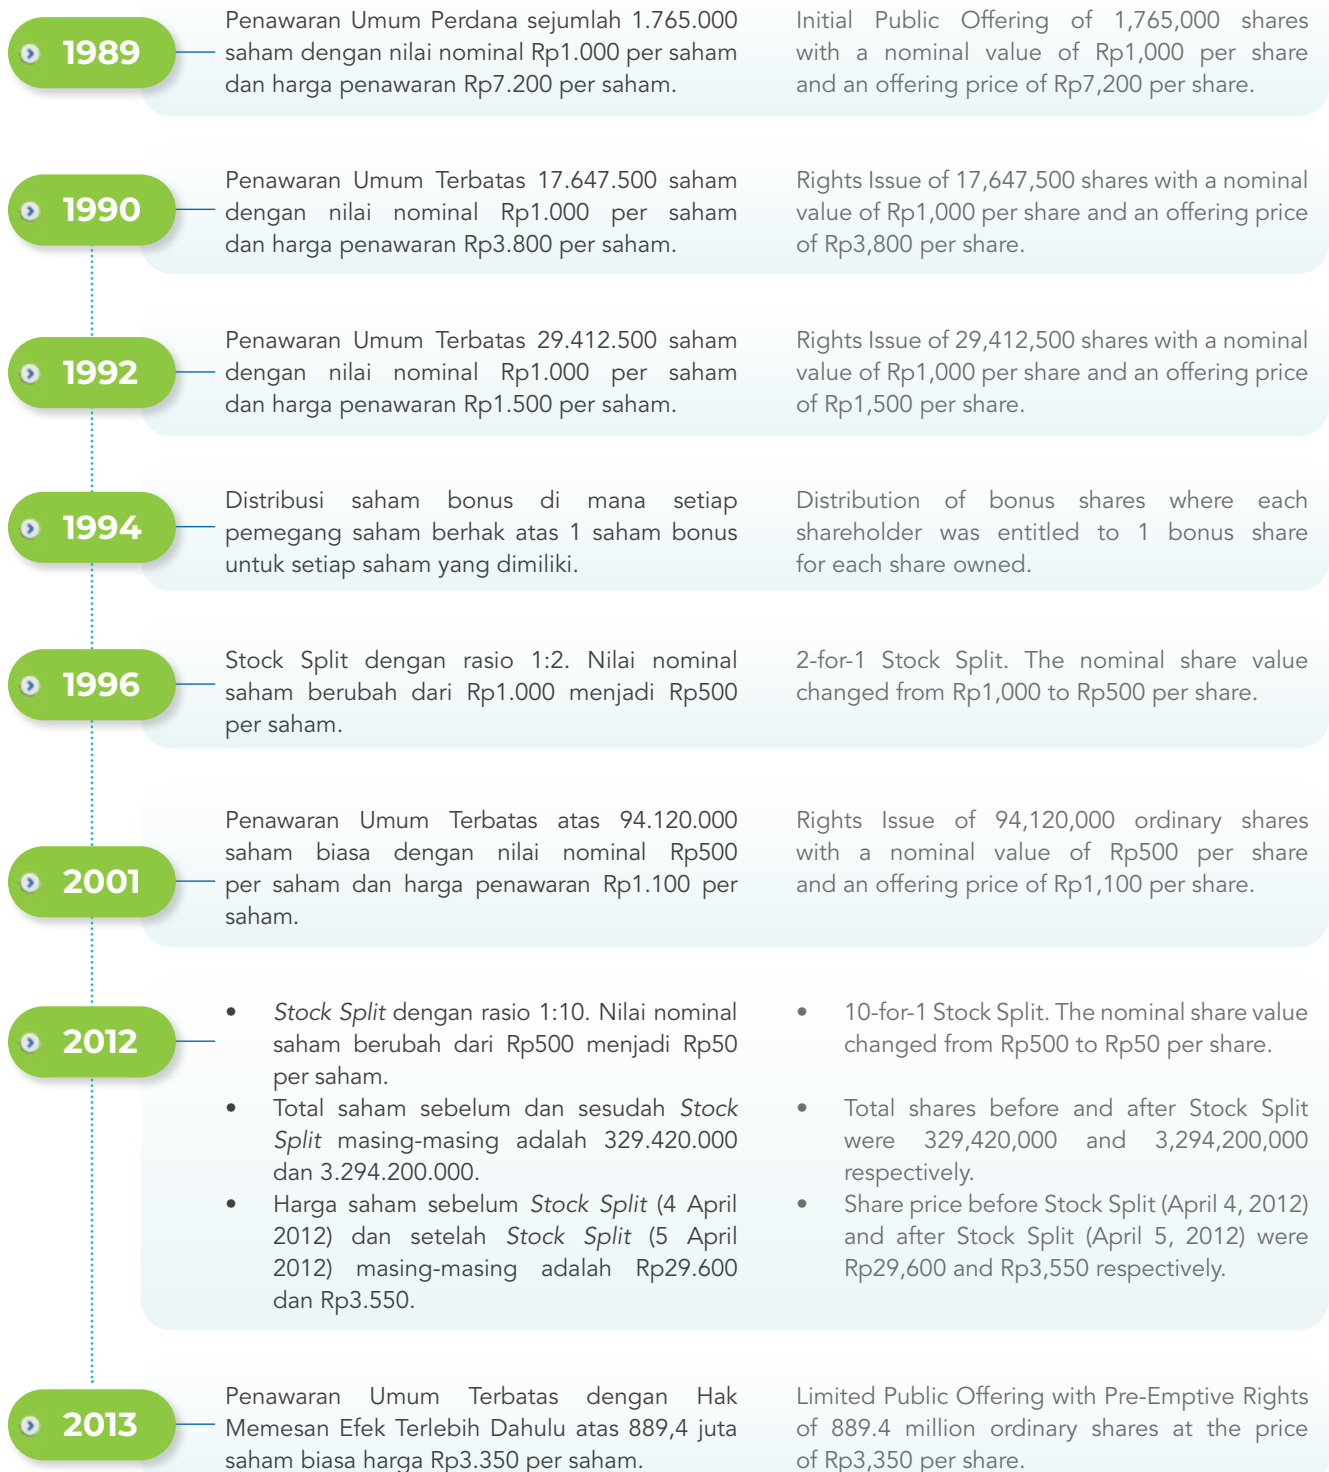 1989
Penawaran Umum Perdana sejumlah 1.765.000
saham dengan nilai nominal Rp1.000 per saham
dan harga penawaran Rp7.200 per saham.
Initial Public Offering of 1,765,000 shares
with a nominal value of Rp1,000 per share
and an offering price of Rp7,200 per share.
1990
Penawaran Umum Terbatas 17.647.500 saham
dengan nilai nominal Rp1.000 per saham
dan harga penawaran Rp3.800 per saham.
Rights Issue of 17,647,500 shares with a nominal
value of Rp1,000 per share and an offering price
of Rp3,800 per share.
1992
Penawaran Umum Terbatas 29.412.500 saham
dengan nilai nominal Rp1.000 per saham
dan harga penawaran Rp1.500 per saham.
Rights Issue of 29,412,500 shares with a nominal
value of Rp1,000 per share and an offering price
of Rp1,500 per share.
1994
Distribusi saham bonus di mana setiap
pemegang saham berhak atas 1 saham bonus
untuk setiap saham yang dimiliki.
Distribution of bonus shares where each
shareholder was entitled to 1 bonus share
for each share owned.
1996
Stock Split dengan rasio 1:2. Nilai nominal
saham berubah dari Rp1.000 menjadi Rp500
per saham.
2-for-1 Stock Split. The nominal share value
changed from Rp1,000 to Rp500 per share.
2001
Penawaran Umum Terbatas atas 94.120.000
saham biasa dengan nilai nominal Rp500
per saham dan harga penawaran Rp1.100 per
saham.
Rights Issue of 94,120,000 ordinary shares
with a nominal value of Rp500 per share
and an offering price of Rp1,100 per share.
2012
• Stock Split dengan rasio 1:10. Nilai nominal
saham berubah dari Rp500 menjadi Rp50
per saham.
• Total saham sebelum dan sesudah Stock
Split masing-masing adalah 329.420.000
dan 3.294.200.000.
• Harga saham sebelum Stock Split (4 April
2012) dan setelah Stock Split (5 April
2012) masing-masing adalah Rp29.600
dan Rp3.550.
• 10-for-1 Stock Split. The nominal share value
changed from Rp500 to Rp50 per share.
• Total shares before and after Stock Split
were 329,420,000 and 3,294,200,000
respectively.
• Share price before Stock Split (April 4, 2012)
and after Stock Split (April 5, 2012) were
Rp29,600 and Rp3,550 respectively.
2013
Penawaran Umum Terbatas dengan Hak
Memesan Efek Terlebih Dahulu atas 889,4 juta
saham biasa harga Rp3.350 per saham.
Limited Public Offering with Pre-Emptive Rights
of 889.4 million ordinary shares at the price
of Rp3,350 per share.